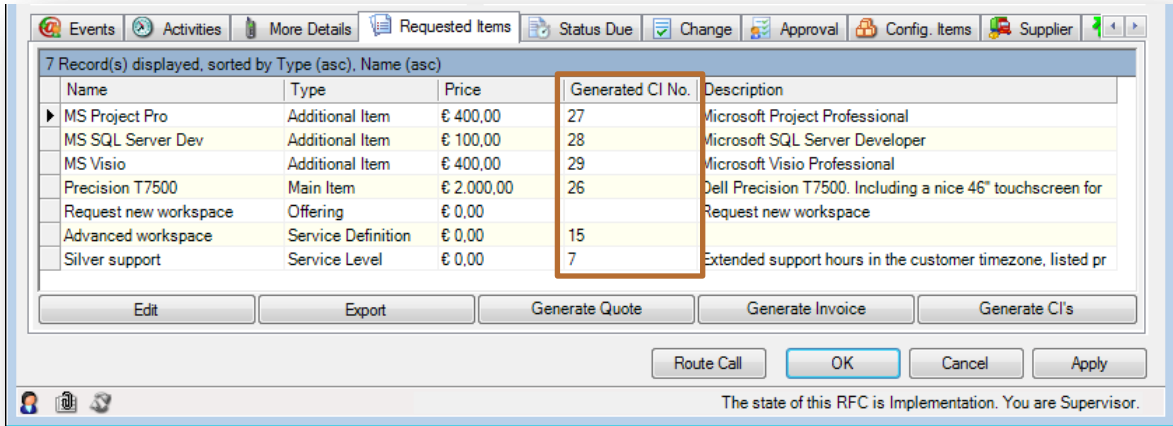 Events Activities More Details Requested Items Status Due Change Approval Config. Items Supplier
7 Record(s) displayed, sorted by Type (asc), Name (asc)
Name Type Price Generated CI No. Description
MS Project Pro Additional Item € 400,00 27 Microsoft Project Professional
MS SQL Server Dev Additional Item € 100,00 28 Microsoft SQL Server Developer
MS Visio Additional Item € 400,00 29 Microsoft Visio Professional
Precision T7500 Main Item € 2.000,00 26 Dell Precision T7500. Including a nice 46" touchscreen for
Request new workspace Offering € 0,00 Request new workspace
Advanced workspace Service Definition € 0,00 15
Silver support Service Level € 0,00 7 Extended support hours in the customer timezone, listed pr
Edit Export Generate Quote Generate Invoice Generate CI's
Route Call OK Cancel Apply
The state of this RFC is Implementation. You are Supervisor.